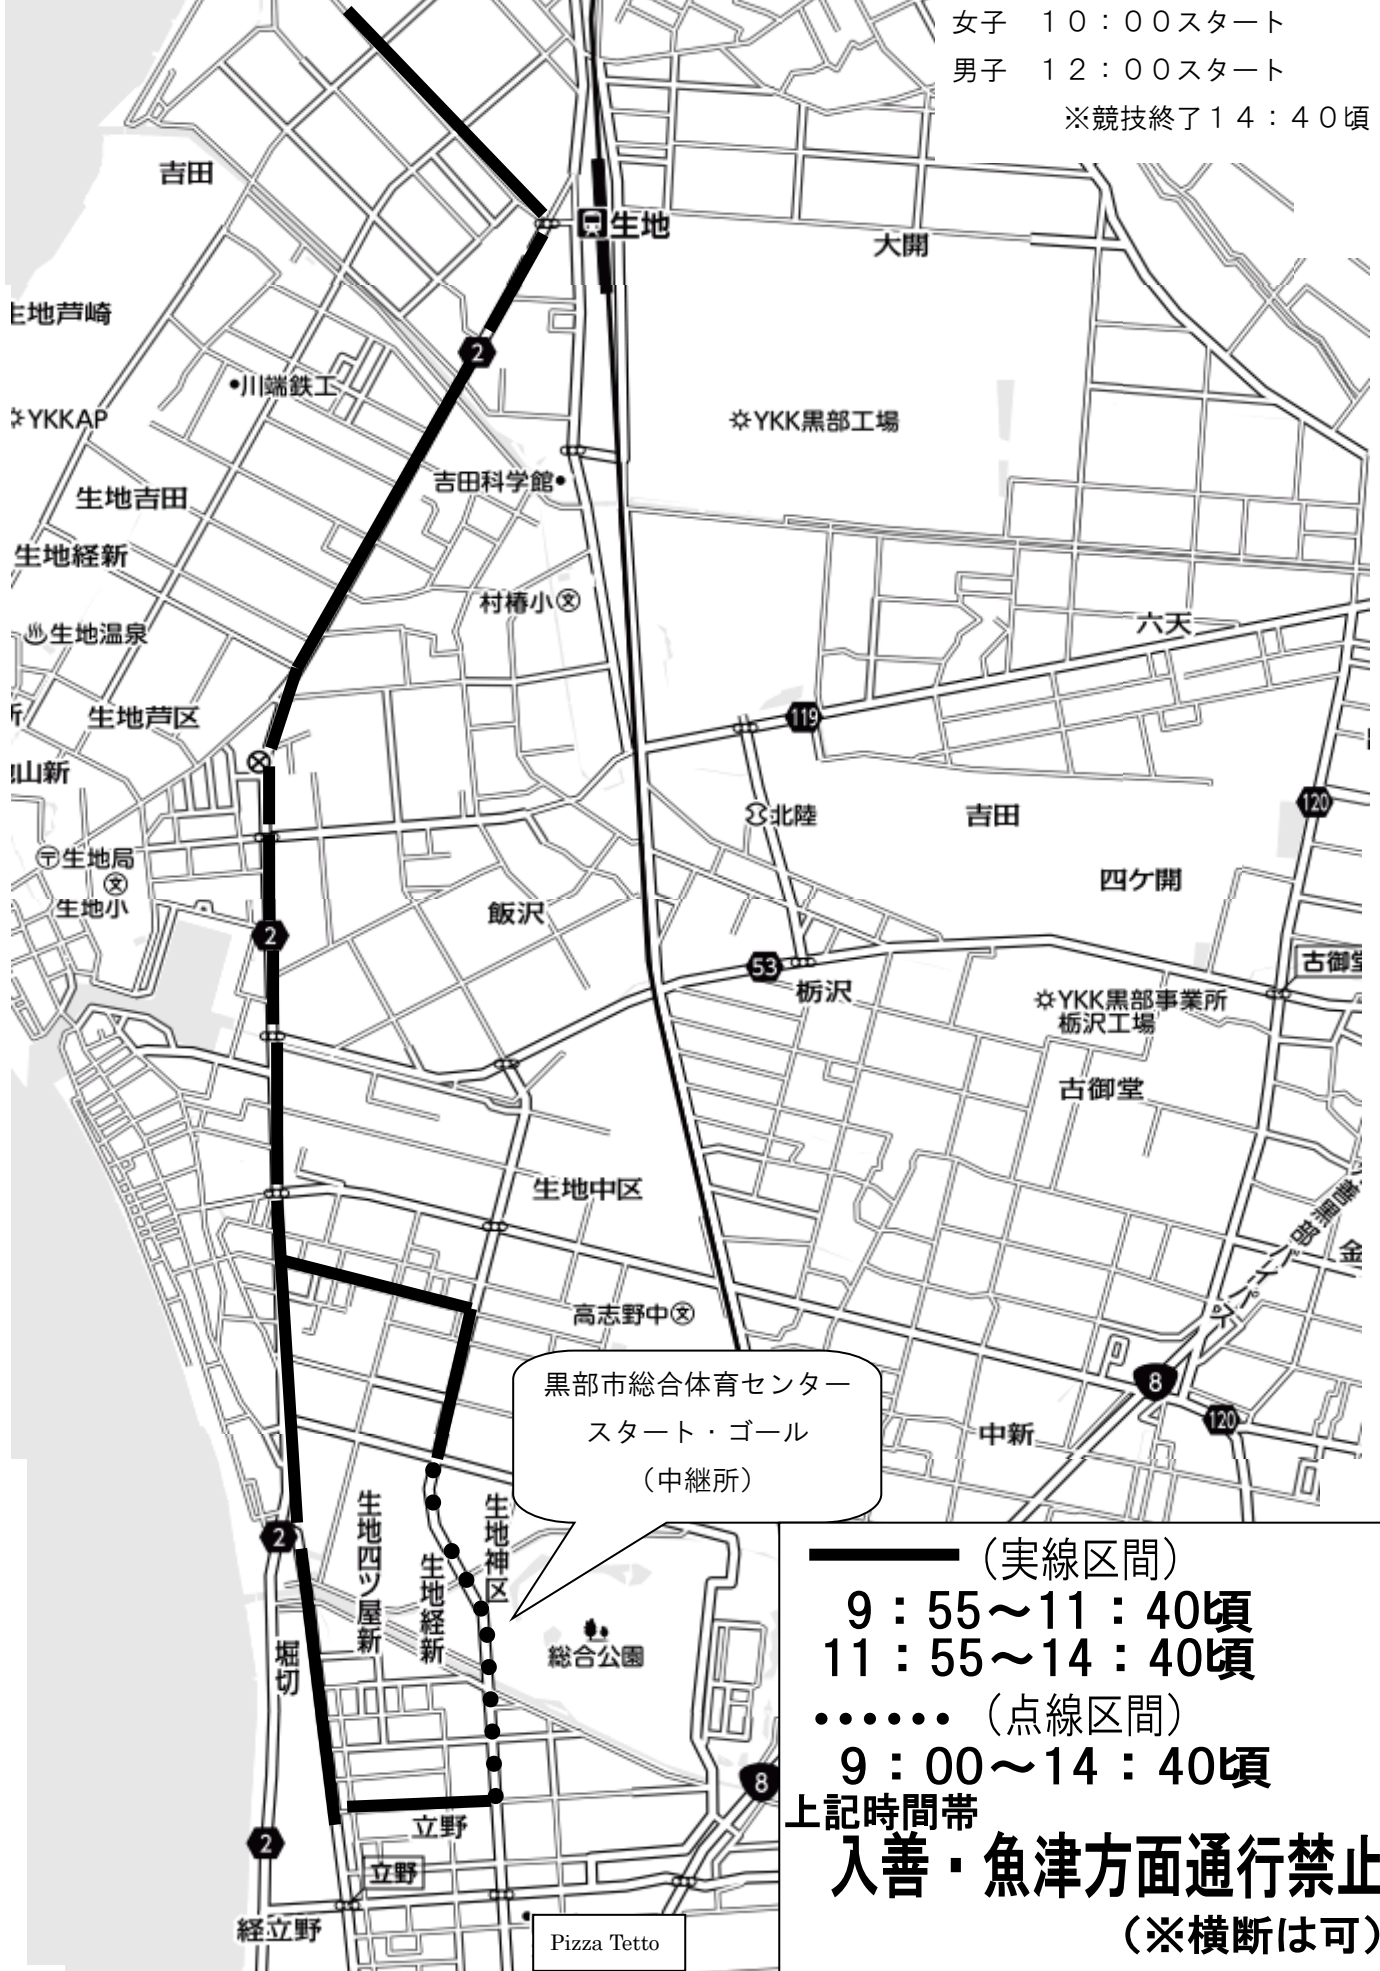 女子　１０：００スタート
男子　１２：００スタート
※競技終了１４：４０頃
吉田
生地
大開
生地芦崎
川端鉄工
YKKAP
YKK黒部工場
吉田科学館
生地吉田
生地経新
村椿小
六天
生地温泉
生地芦区
119
山新
120
北陸
吉田
生地局
四ケ開
生地小
飯沢
2
2
53
古御堂
栃沢
YKK黒部事業所
栃沢工場
古御堂
生地中区
善黒部バイパス
金
高志野中
黒部市総合体育センター
スタート・ゴール
（中継所）
8
120
中新
生地四ツ屋新
生地経新
生地神区
2
堀切
総合公園
（実線区間）
９：５５～１１：４０頃
１１：５５～１４：４０頃
（点線区間）
９：００～１４：４０頃
上記時間帯
入善・魚津方面通行禁止
（※横断は可）
8
立野
2
立野
経立野
Pizza Tetto